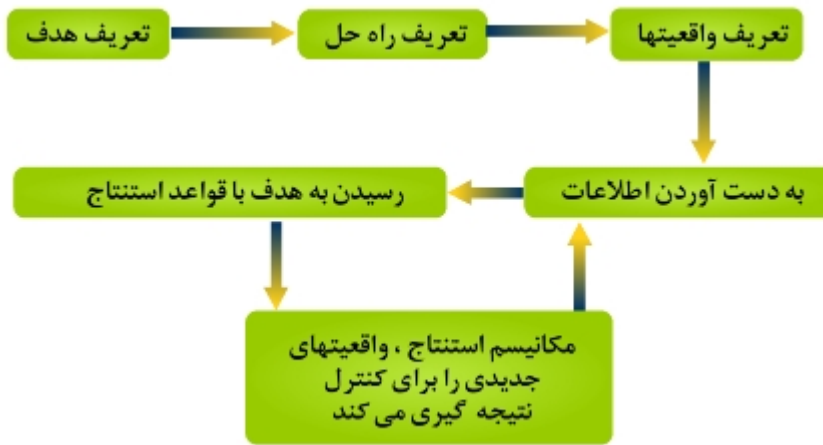 تعریف هدف
تعریف راه حل
تعریف واقعیتها
به دست آوردن اطلاعات
رسیدن به هدف با قواعد استنتاج
مکانیسم استنتاج ، واقعیتهای
جدیدی را برای کنترل
نتیجه گیری می کند